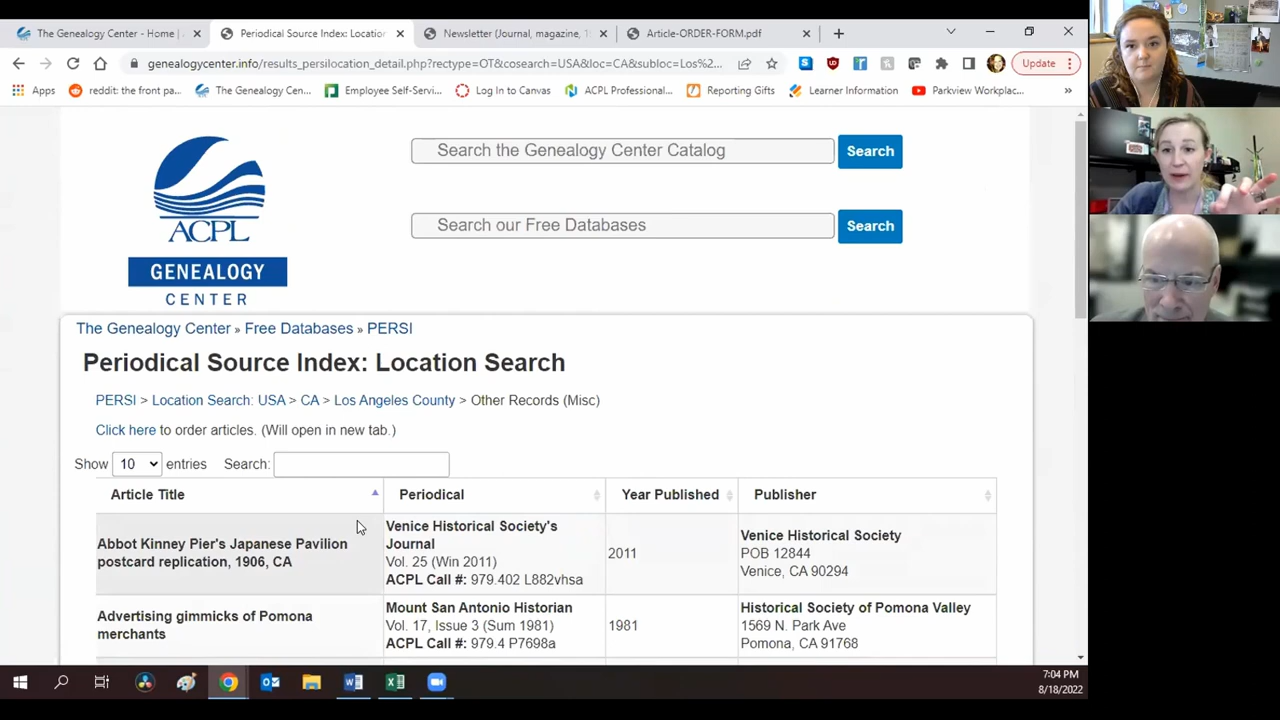 The Genealogy Center - Home |
Periodical Source Index: Locatio
Newsletter (Journal, magazine, T
Article-ORDER-FORM.pdf
genealogycenter.info/results_persilocation_detail.php?rectype=OT&cosearch=USA&loc=CA&subloc=Los%2...
Update
Apps
reddit: the front pa...
The Genealogy Cen...
Employee Self-Servi...
Log In to Canvas
ACPL Professional...
Reporting Gifts
Learner Information
Parkview Workplac...
»
Search the Genealogy Center Catalog
Search
Search our Free Databases
Search
ACPL
GENEALOGY
CENTER
The Genealogy Center » Free Databases » PERSI
Periodical Source Index: Location Search
PERSI > Location Search: USA > CA > Los Angeles County > Other Records (Misc)
Click here to order articles. (Will open in new tab.)
Show 10 entries Search:
Article Title Periodical Year Published Publisher
Abbot Kinney Pier's Japanese Pavilion
postcard replication, 1906, CA
Venice Historical Society's
Journal
Vol. 25 (Win 2011)
ACPL Call #: 979.402 L882vhsa
2011
Venice Historical Society
POB 12844
Venice, CA 90294
Advertising gimmicks of Pomona
merchants
Mount San Antonio Historian
Vol. 17, Issue 3 (Sum 1981)
ACPL Call #: 979.4 P7698a
1981
Historical Society of Pomona Valley
1569 N. Park Ave
Pomona, CA 91768
7:04 PM
8/18/2022